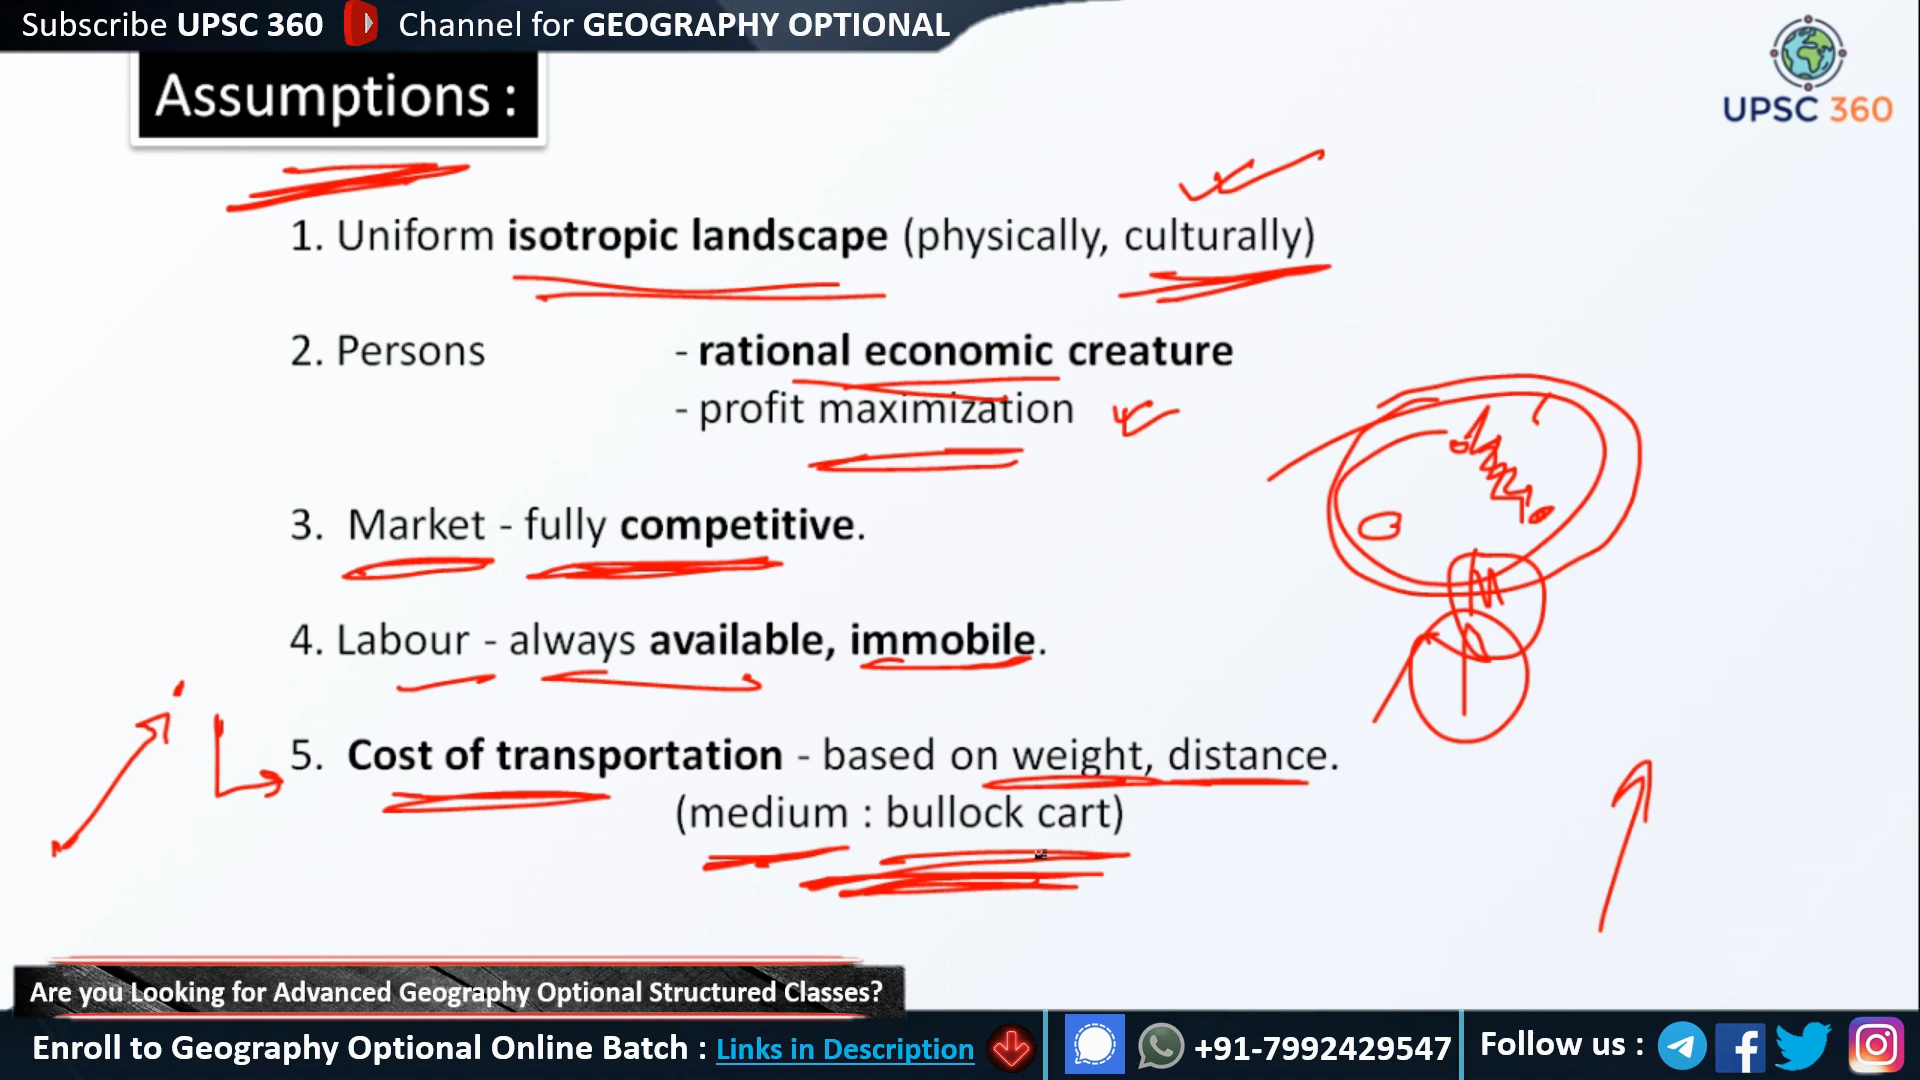 Subscribe UPSC 360 Channel for GEOGRAPHY OPTIONAL
UPSC 360
Assumptions :
1. Uniform isotropic landscape (physically, culturally)
2. Persons - rational economic creature
- profit maximization
3. Market - fully competitive.
4. Labour - always available, immobile.
5. Cost of transportation - based on weight, distance.
(medium : bullock cart)
M
Are you Looking for Advanced Geography Optional Structured Classes?
Enroll to Geography Optional Online Batch : Links in Description
+91-7992429547
Follow us :